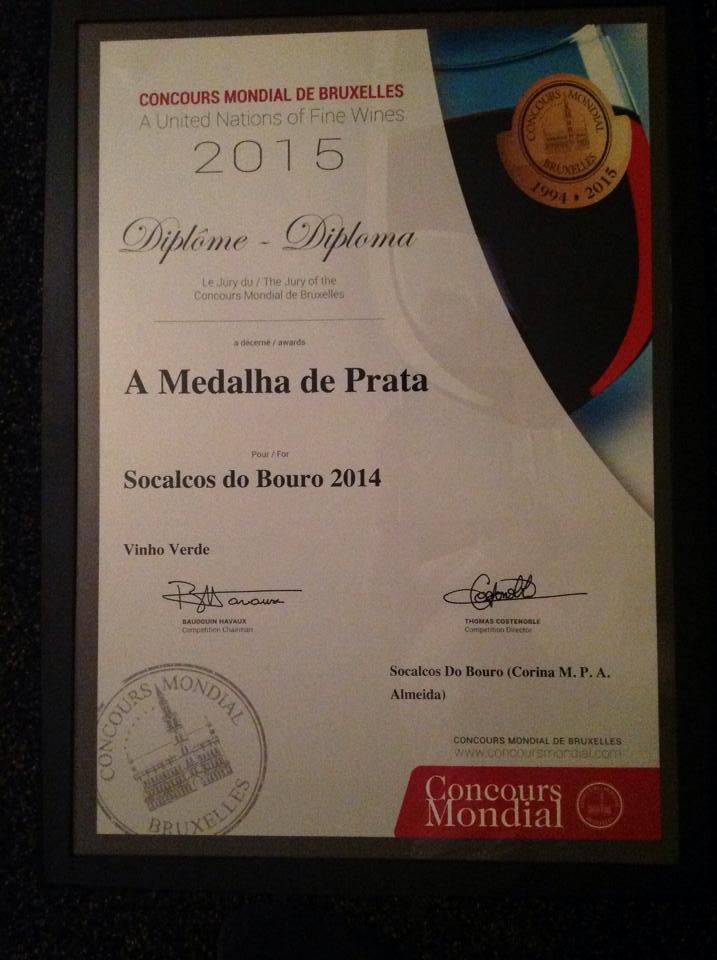 CONCOURS MONDIAL DE BRUXELLES
A United Nations of Fine Wines
2015
CONCOURS MONDIAL
BRUXELLES
1994 • 2015
Diplôme - Diploma
Le Jury du / The Jury of the
Concours Mondial de Bruxelles
a décerné / awards
A Medalha de Prata
Pour / For
Socalcos do Bouro 2014
Vinho Verde
BAUDOUIN HAVAUX
Competition Chairman
THOMAS COSTENOBLE
Competition Director
Socalcos Do Bouro (Corina M. P. A.
Almeida)
CONCOURS MONDIAL
BRUXELLES
CONCOURS MONDIAL DE BRUXELLES
www.concoursmondial.com
Concours
Mondial